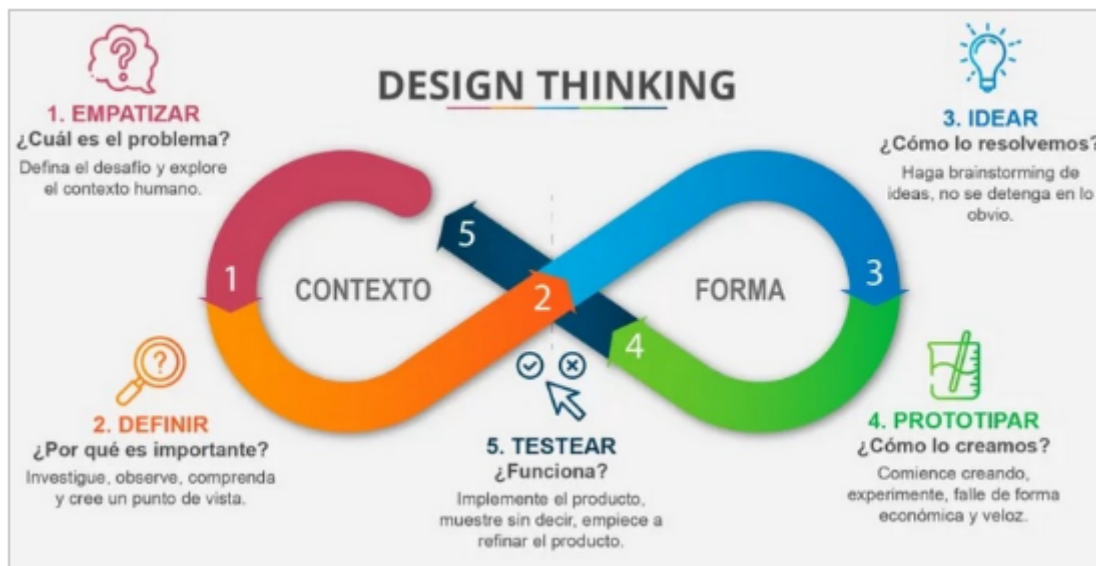 DESIGN THINKING
1. EMPATIZAR
¿Cuál es el problema?
Defina el desafío y explore
el contexto humano.
2. DEFINIR
¿Por qué es importante?
Investigue, observe, comprenda
y cree un punto de vista.
3. IDEAR
¿Cómo lo resolvemos?
Haga brainstorming de
ideas, no se detenga en lo
obvio.
4. PROTOTIPAR
¿Cómo lo creamos?
Comience creando,
experimente, falle de forma
económica y veloz.
5. TESTEAR
¿Funciona?
Implemente el producto,
muestre sin decir, empiece a
refinar el producto.
CONTEXTO
FORMA
1
2
3
4
5